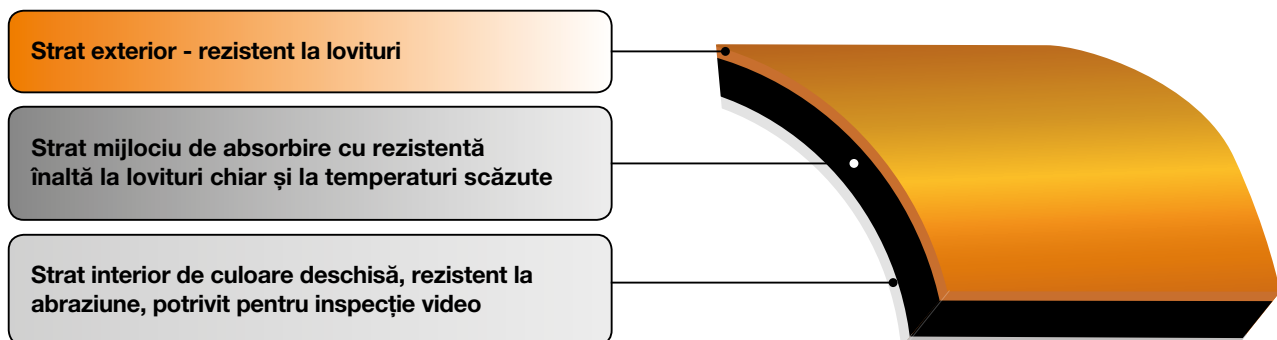 Strat exterior - rezistent la lovituri
Strat mijlociu de absorbire cu rezistentă
înaltă la lovituri chiar și la temperaturi scăzute
Strat interior de culoare deschisă, rezistent la
abraziune, potrivit pentru inspecție video